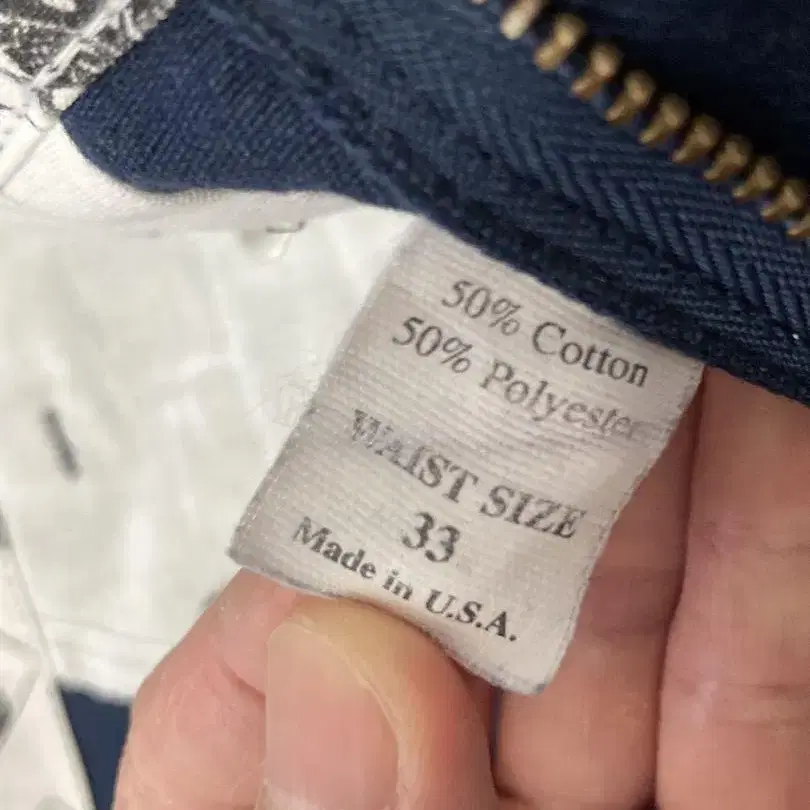 50% Cotton
50% Polyester
WAIST SIZE
33
Made in U.S.A.